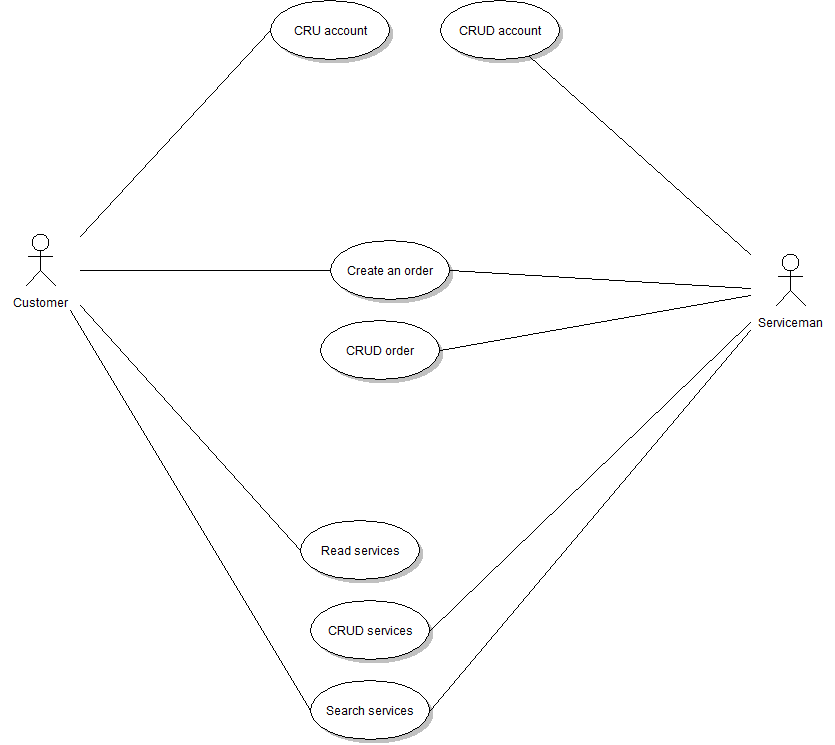 CRU account
CRUD account
Create an order
Customer
Serviceman
CRUD order
Read services
CRUD services
Search services